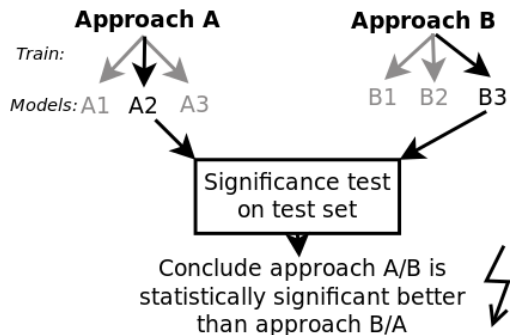 Approach A Approach B
Train:
Models: A1 A2 A3 B1 B2 B3
Significance test
on test set
Conclude approach A/B is
statistically significant better
than approach B/A